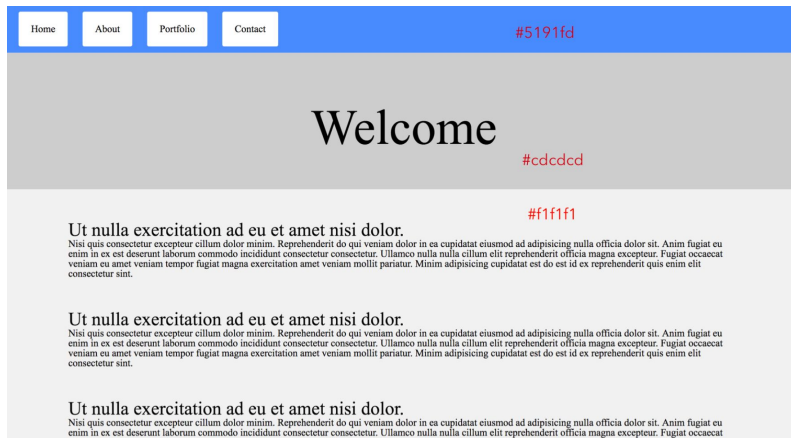 Home About Portfolio Contact #5191fd
Welcome
#cdcdcd
#f1f1f1
Ut nulla exercitation ad eu et amet nisi dolor.
Nisi quis consectetur excepteur cillum dolor minim. Reprehenderit do qui veniam dolor in ea cupidatat eiusmod ad adipisicing nulla officia dolor sit. Anim fugiat eu
enim in ex est deserunt laborum commodo incididunt consectetur consectetur. Ullamco nulla nulla cillum elit reprehenderit officia magna excepteur. Fugiat occaecat
veniam eu amet veniam tempor fugiat magna exercitation amet veniam mollit pariatur. Minim adipisicing cupidatat est do est id ex reprehenderit quis enim elit
consectetur sint.
Ut nulla exercitation ad eu et amet nisi dolor.
Nisi quis consectetur excepteur cillum dolor minim. Reprehenderit do qui veniam dolor in ea cupidatat eiusmod ad adipisicing nulla officia dolor sit. Anim fugiat eu
enim in ex est deserunt laborum commodo incididunt consectetur consectetur. Ullamco nulla nulla cillum elit reprehenderit officia magna excepteur. Fugiat occaecat
veniam eu amet veniam tempor fugiat magna exercitation amet veniam mollit pariatur. Minim adipisicing cupidatat est do est id ex reprehenderit quis enim elit
consectetur sint.
Ut nulla exercitation ad eu et amet nisi dolor.
Nisi quis consectetur excepteur cillum dolor minim. Reprehenderit do qui veniam dolor in ea cupidatat eiusmod ad adipisicing nulla officia dolor sit. Anim fugiat eu
enim in ex est deserunt laborum commodo incididunt consectetur consectetur. Ullamco nulla nulla cillum elit reprehenderit officia magna excepteur. Fugiat occaecat